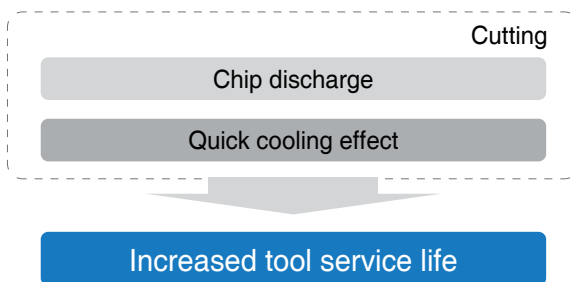 Cutting
Chip discharge
Quick cooling effect
Increased tool service life